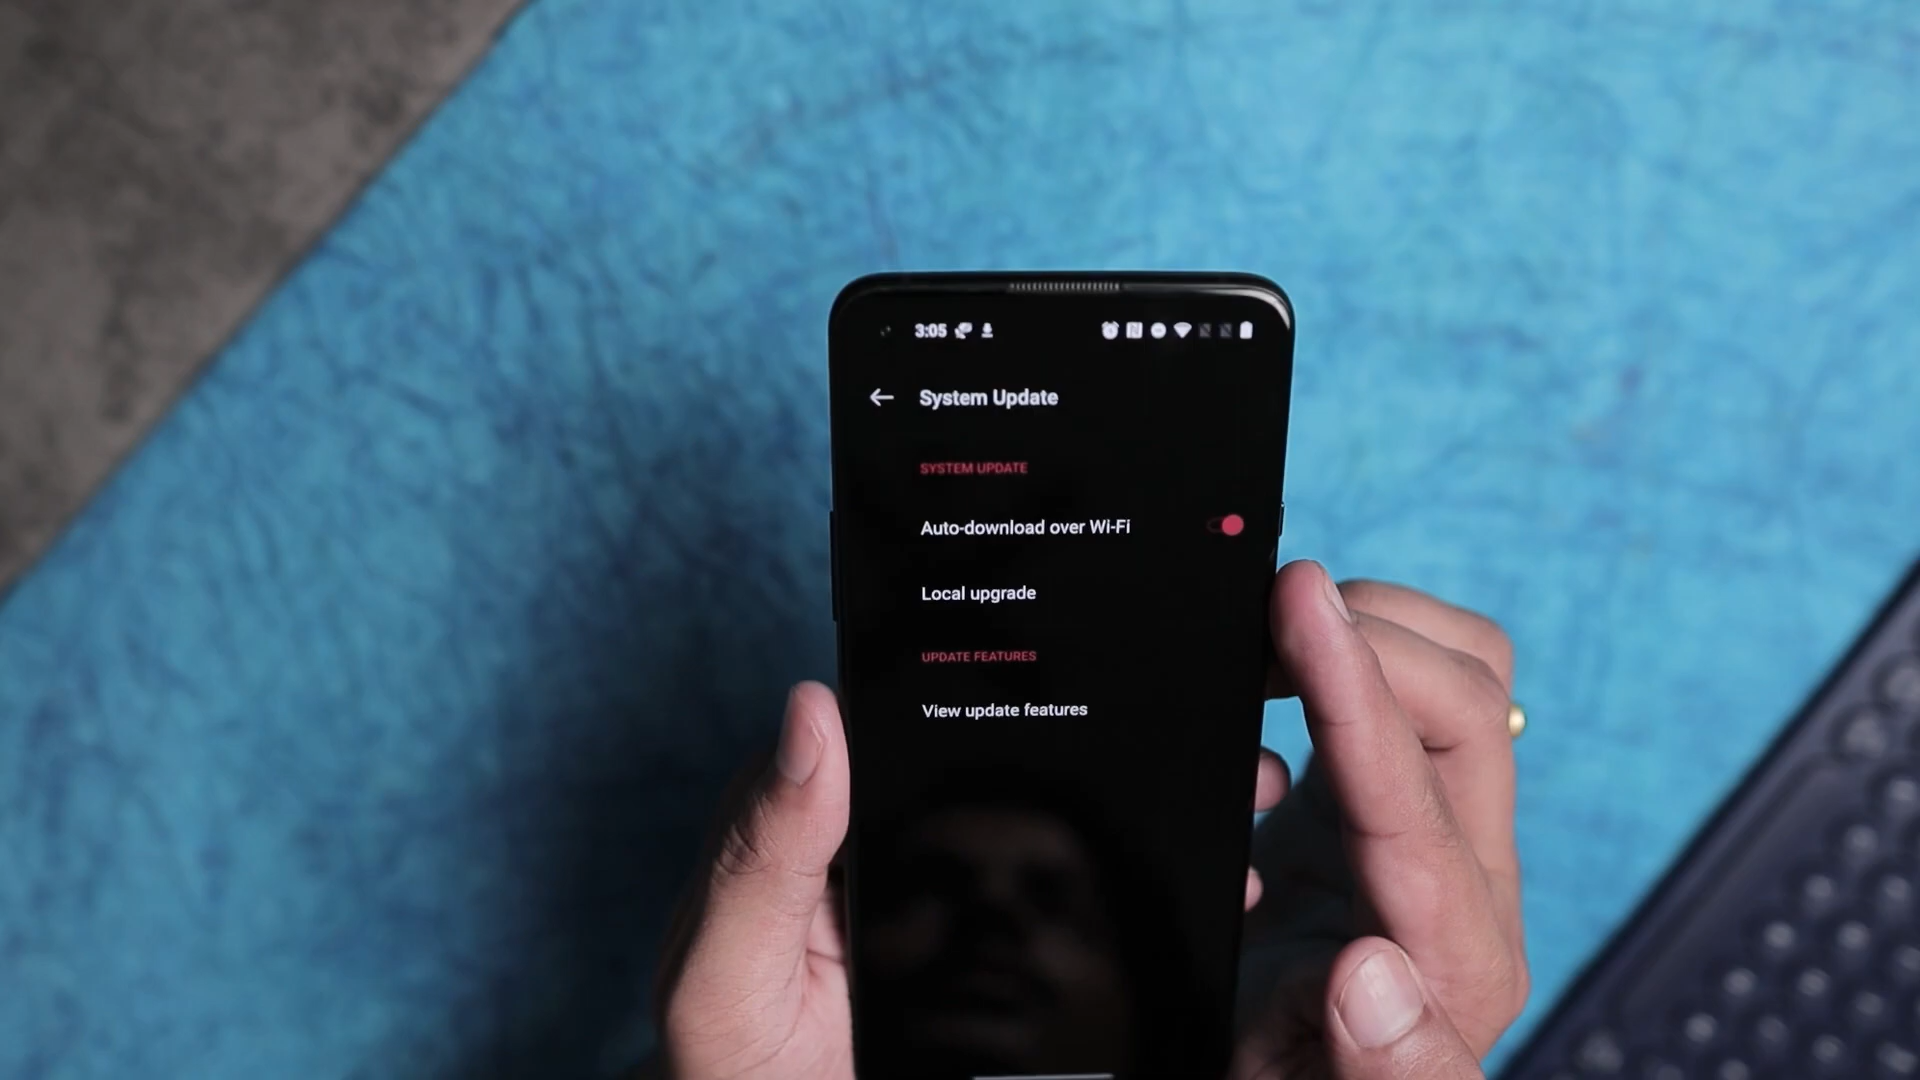 3:05
System Update
SYSTEM UPDATE
Auto-download over Wi-Fi
Local upgrade
UPDATE FEATURES
View update features